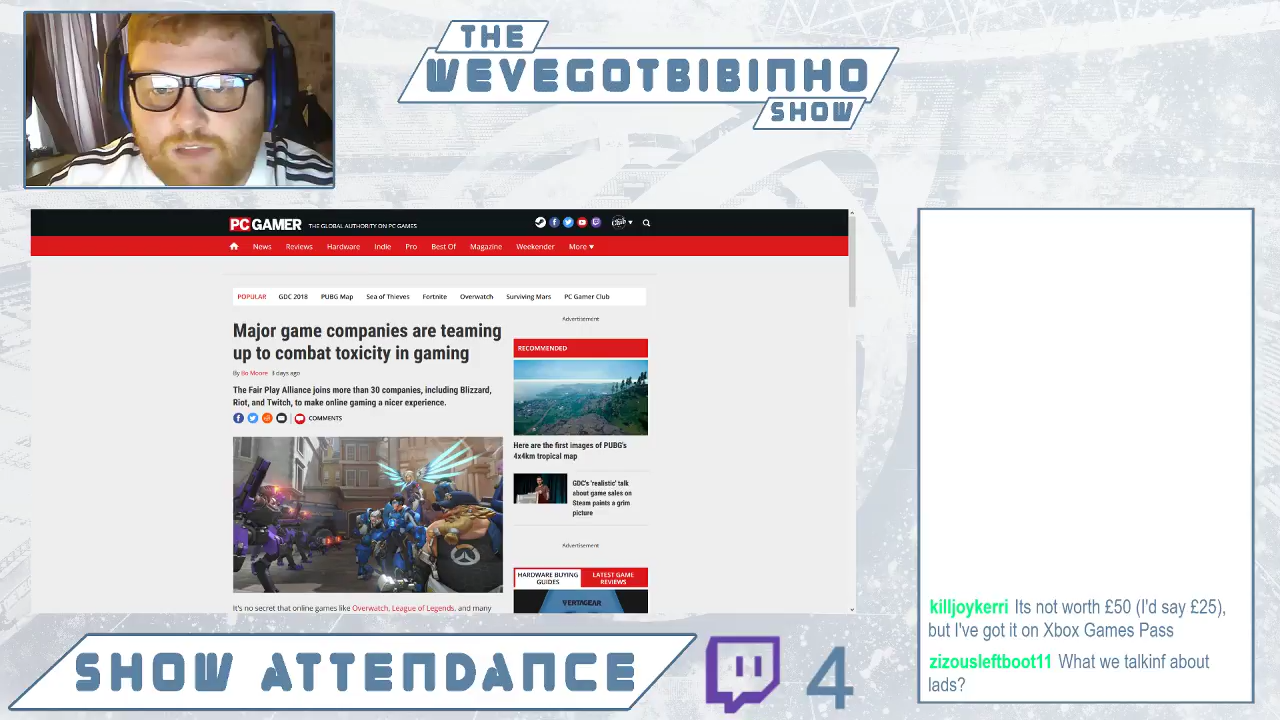 THE
WEVEGOTBIBINHO
SHOW
PC GAMER THE GLOBAL AUTHORITY ON PC GAMES
News Reviews Hardware Indie Pro Best Of Magazine Weekender More ▾
POPULAR GDC 2018 PUBG Map Sea of Thieves Fortnite Overwatch Surviving Mars PC Gamer Club
Major game companies are teaming
up to combat toxicity in gaming
By Bo Moore 3 days ago
The Fair Play Alliance joins more than 30 companies, including Blizzard,
Riot, and Twitch, to make online gaming a nicer experience.
COMMENTS
It's no secret that online games like Overwatch, League of Legends, and many
Advertisement
RECOMMENDED
Here are the first images of PUBG's
4x4km tropical map
GDC's 'realistic' talk
about game sales on
Steam paints a grim
picture
Advertisement
HARDWARE BUYING
GUIDES
LATEST GAME
REVIEWS
VERTAGEAR
killjoykerri Its not worth £50 (I'd say £25),
but I've got it on Xbox Games Pass
zizousleftboot11 What we talkinf about
lads?
SHOW ATTENDANCE 4